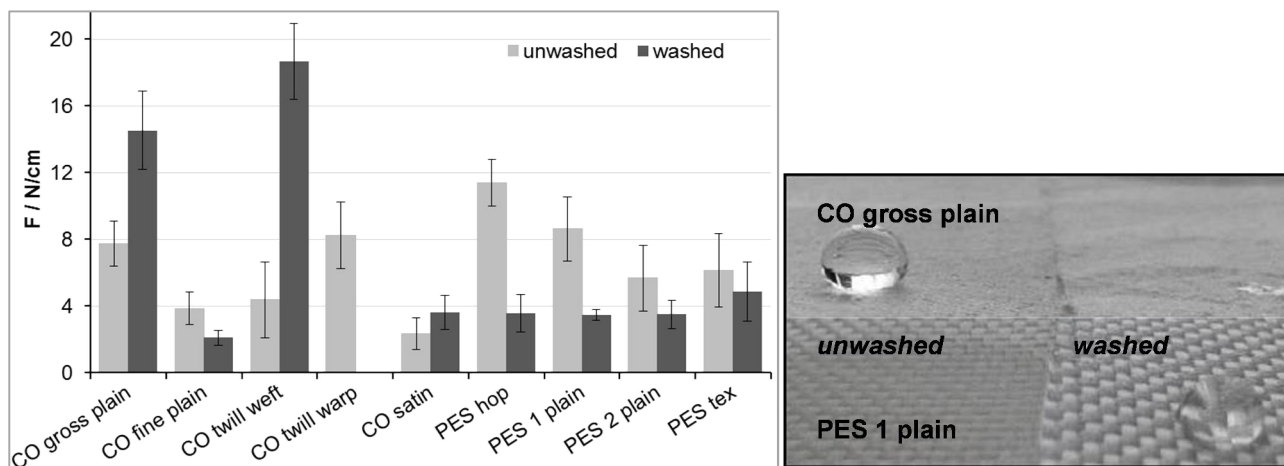 20
16
12
8
4
0
F / N/cm
unwashed washed
CO gross plain
CO fine plain
CO twill weft
CO twill warp
CO satin
PES hop
PES 1 plain
PES 2 plain
PES tex
CO gross plain
unwashed washed
PES 1 plain